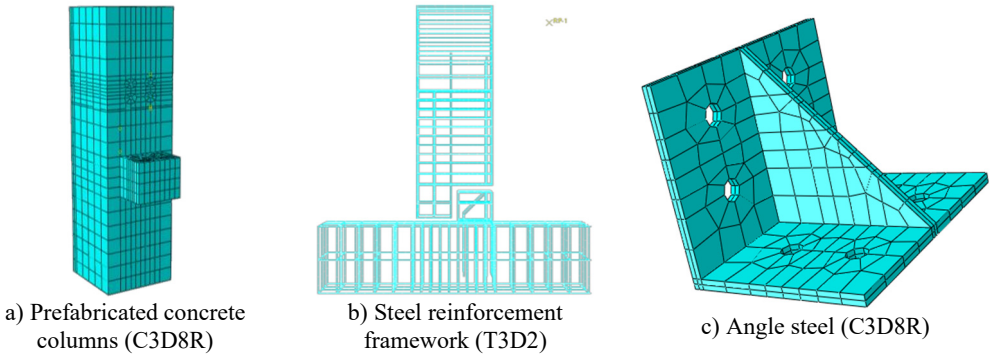 a) Prefabricated concrete
columns (C3D8R)
b) Steel reinforcement
framework (T3D2)
c) Angle steel (C3D8R)